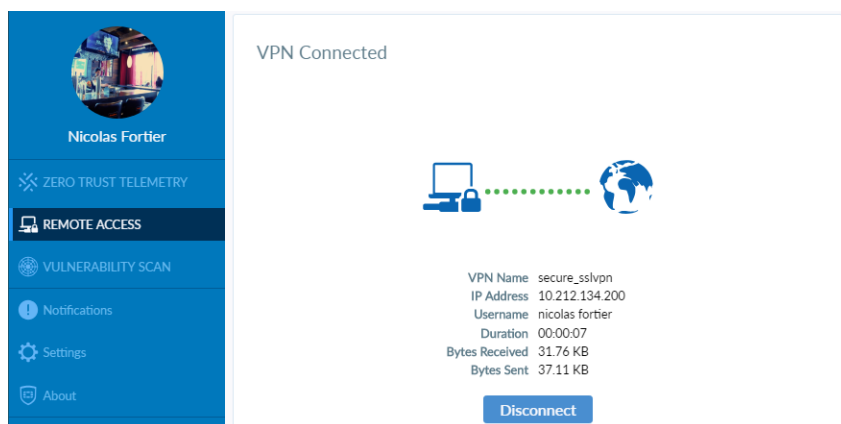 Nicolas Fortier
ZERO TRUST TELEMETRY
REMOTE ACCESS
VULNERABILITY SCAN
Notifications
Settings
About
VPN Connected
VPN Name secure_sslvpn
IP Address 10.212.134.200
Username nicolas fortier
Duration 00:00:07
Bytes Received 31.76 KB
Bytes Sent 37.11 KB
Disconnect